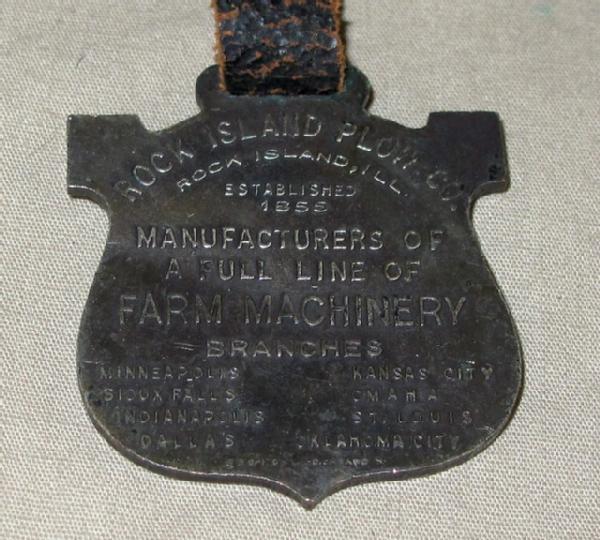 ROCK ISLAND PLOW CO.
ROCK ISLAND, ILL.
ESTABLISHED
1855
MANUFACTURERS OF
A FULL LINE OF
FARM MACHINERY
BRANCHES
MINNEAPOLIS KANSAS CITY
SIOUX FALLS OMAHA
INDIANAPOLIS ST. LOUIS
DALLAS OKLAHOMA CITY